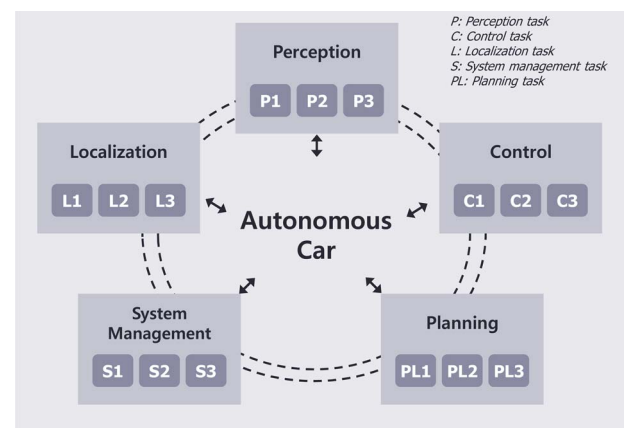 P: Perception task
C: Control task
L: Localization task
S: System management task
PL: Planning task
Perception
P1 P2 P3
Localization
L1 L2 L3
Control
C1 C2 C3
Autonomous
Car
System
Management
S1 S2 S3
Planning
PL1 PL2 PL3